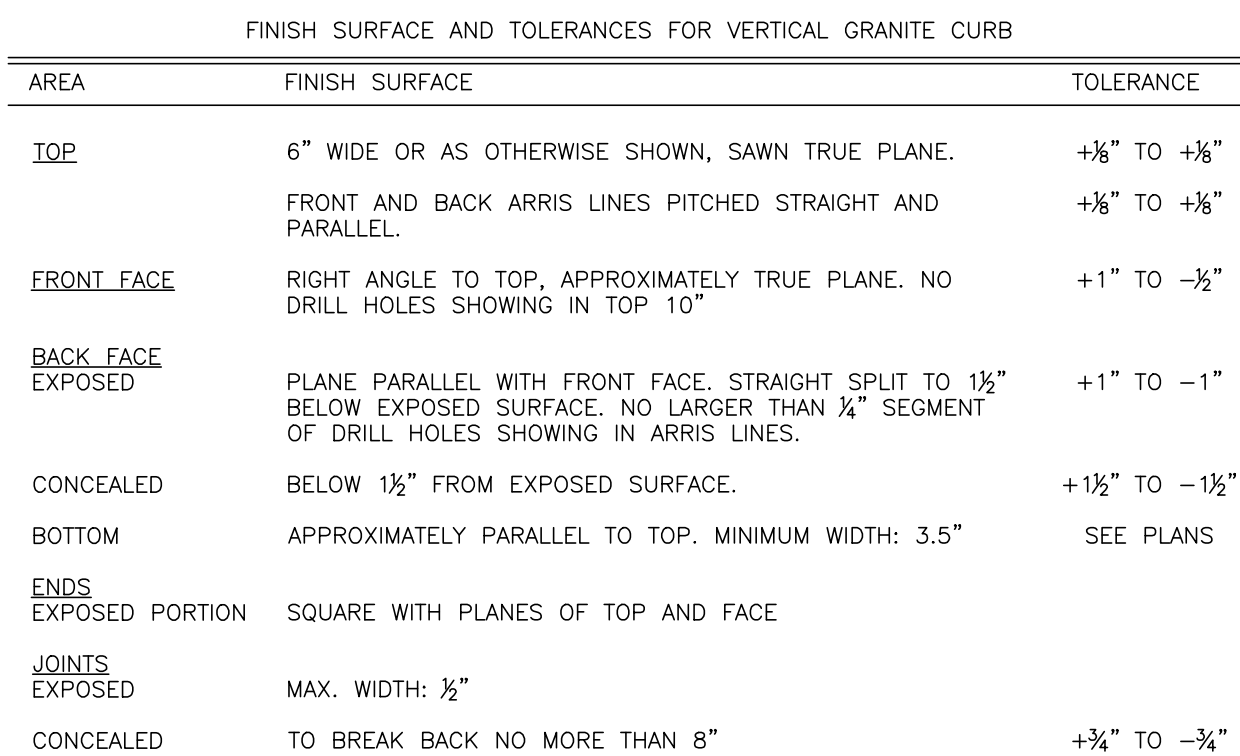 FINISH SURFACE AND TOLERANCES FOR VERTICAL GRANITE CURB
AREA FINISH SURFACE TOLERANCE
TOP 6” WIDE OR AS OTHERWISE SHOWN, SAWN TRUE PLANE. +⅛” TO +⅛”
FRONT AND BACK ARRIS LINES PITCHED STRAIGHT AND +⅛” TO +⅛”
PARALLEL.
FRONT FACE RIGHT ANGLE TO TOP, APPROXIMATELY TRUE PLANE. NO +1” TO −½”
DRILL HOLES SHOWING IN TOP 10”
BACK FACE
EXPOSED PLANE PARALLEL WITH FRONT FACE. STRAIGHT SPLIT TO 1½” +1” TO −1”
BELOW EXPOSED SURFACE. NO LARGER THAN ¼” SEGMENT
OF DRILL HOLES SHOWING IN ARRIS LINES.
CONCEALED BELOW 1½” FROM EXPOSED SURFACE. +1½” TO −1½”
BOTTOM APPROXIMATELY PARALLEL TO TOP. MINIMUM WIDTH: 3.5” SEE PLANS
ENDS
EXPOSED PORTION SQUARE WITH PLANES OF TOP AND FACE
JOINTS
EXPOSED MAX. WIDTH: ½”
CONCEALED TO BREAK BACK NO MORE THAN 8” +¾” TO −¾”